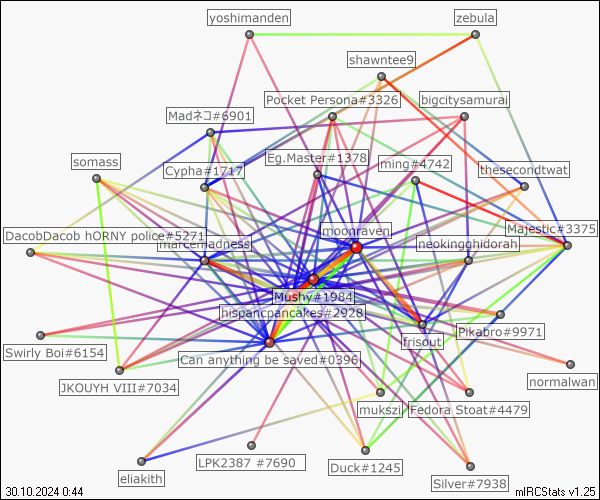 yoshimanden
zebula
shawntee9
Pocket Persona#3326
bigcitysamurai
Madネコ#6901
Eg.Master#1378
ming#4742
somass
Cypha#1717
thesecondtwat
moonraven
Majestic#3375
DacobDacob hORNY police#5271
marcemadness
neokingghidorah
Mushy#1984
hispancpancakes#2928
Pikabro#9971
frisout
Swirly Boi#6154
Can anything be saved#0396
JKOUYH VIII#7034
normalwan
mukszi
Fedora Stoat#4479
LPK2387 #7690
Duck#1245
eliakith
Silver#7938
30.10.2024 0:44
mIRCStats v1.25